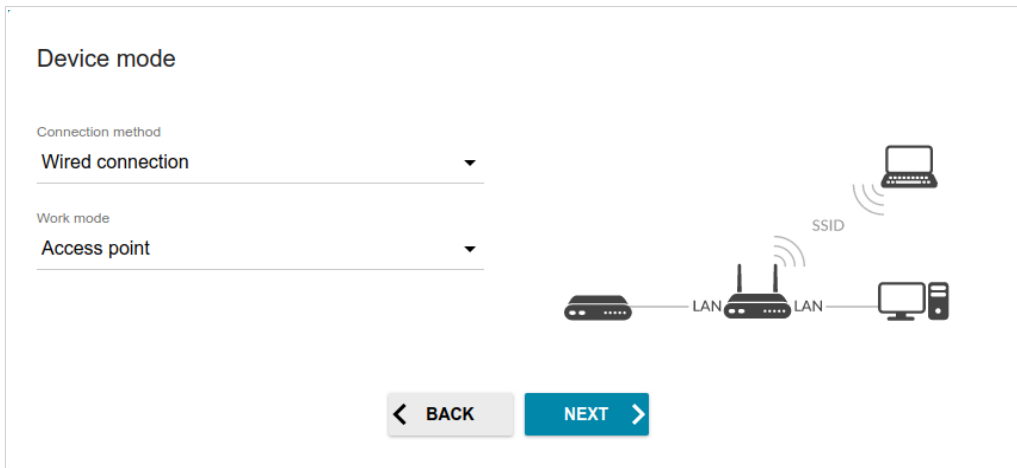 Device mode
Connection method
Wired connection
Work mode
Access point
SSID
LAN
LAN
BACK
NEXT